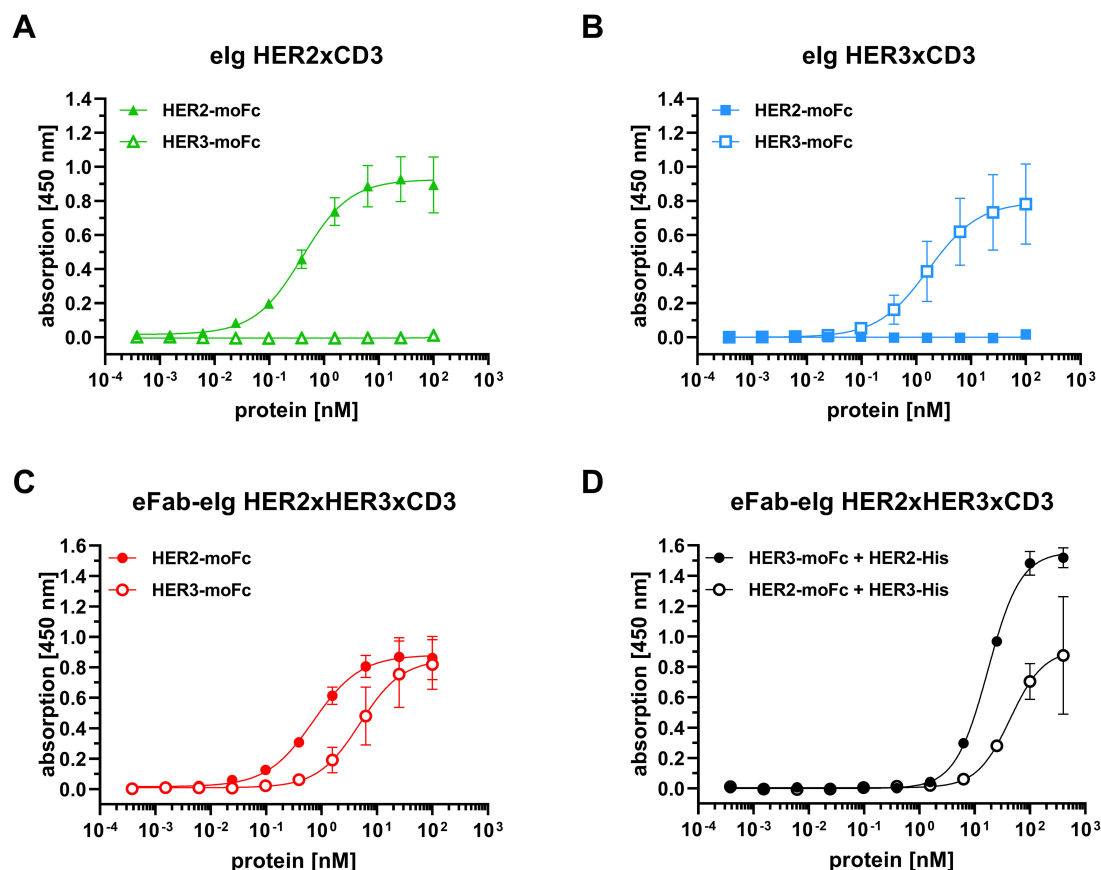 A
eIg HER2xCD3
HER2-moFc
HER3-moFc
absorption [450 nm]
1.4
1.2
1.0
0.8
0.6
0.4
0.2
0.0
10-4 10-3 10-2 10-1 100 101 102 103
protein [nM]
B
eIg HER3xCD3
HER2-moFc
HER3-moFc
absorption [450 nm]
1.4
1.2
1.0
0.8
0.6
0.4
0.2
0.0
10-4 10-3 10-2 10-1 100 101 102 103
protein [nM]
C
eFab-eIg HER2xHER3xCD3
HER2-moFc
HER3-moFc
absorption [450 nm]
1.6
1.4
1.2
1.0
0.8
0.6
0.4
0.2
0.0
10-4 10-3 10-2 10-1 100 101 102 103
protein [nM]
D
eFab-eIg HER2xHER3xCD3
HER3-moFc + HER2-His
HER2-moFc + HER3-His
absorption [450 nm]
1.6
1.4
1.2
1.0
0.8
0.6
0.4
0.2
0.0
10-4 10-3 10-2 10-1 100 101 102 103
protein [nM]